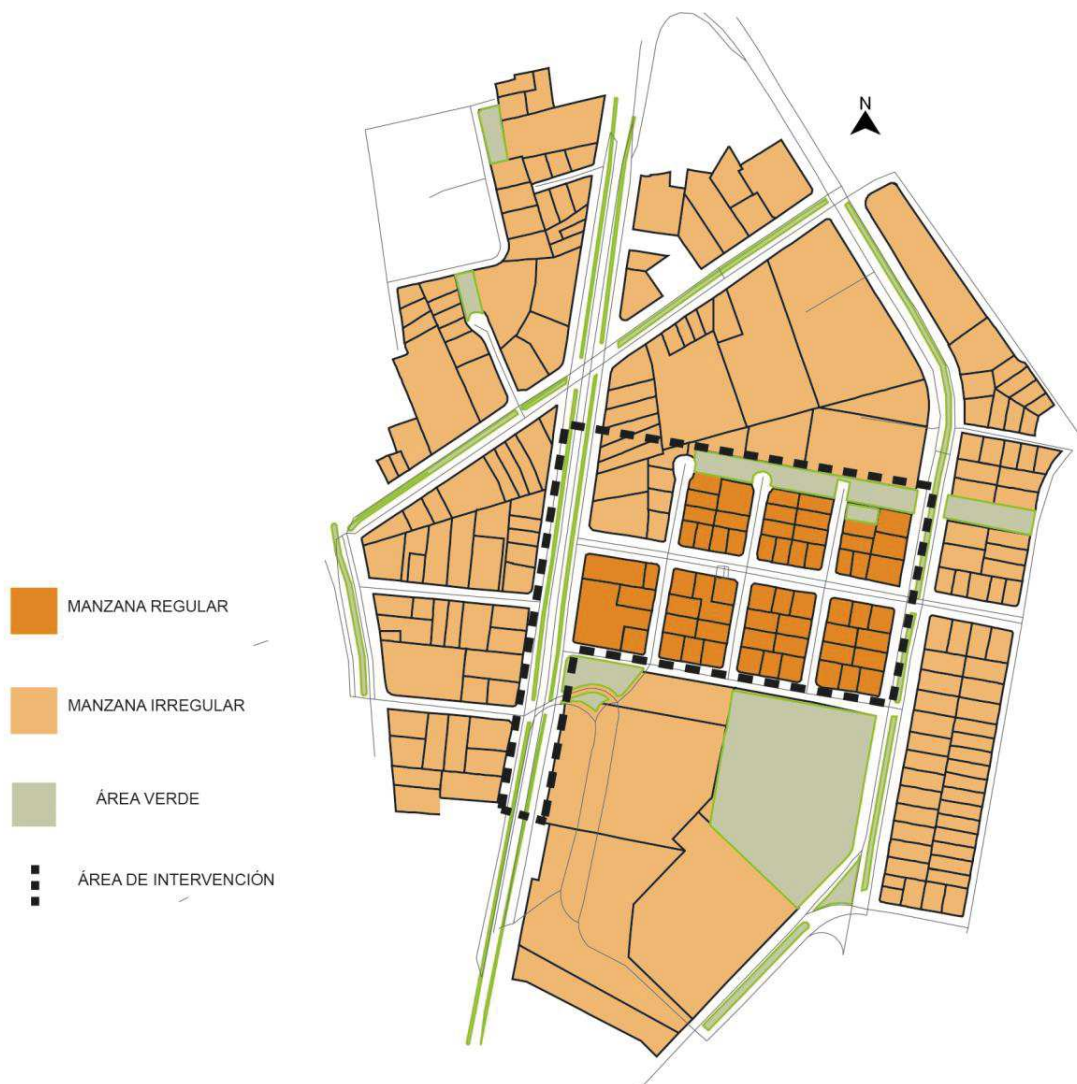 N
MANZANA REGULAR
MANZANA IRREGULAR
ÁREA VERDE
ÁREA DE INTERVENCIÓN